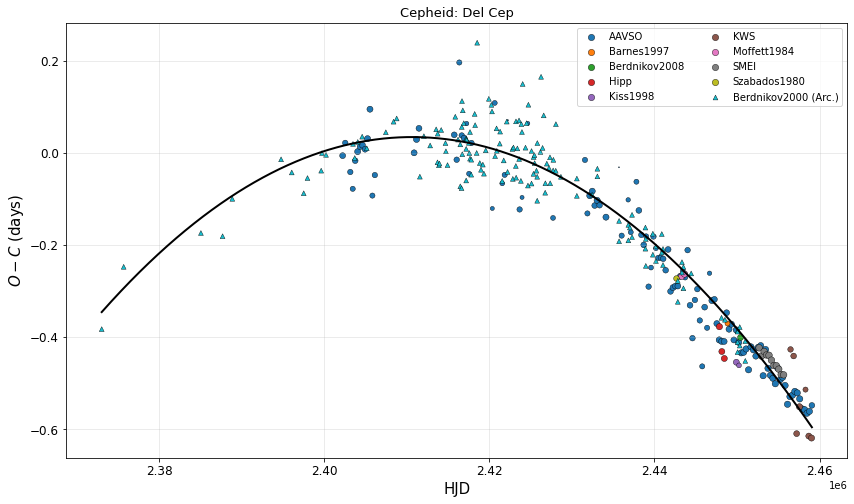 Cepheid: Del Cep
AAVSO
Barnes1997
Berdnikov2008
Hipp
Kiss1998
KWS
Moffett1984
SMEI
Szabados1980
Berdnikov2000 (Arc.)
O − C (days)
0.2
0.0
−0.2
−0.4
−0.6
2.38
2.40
2.42
2.44
2.46
1e6
HJD